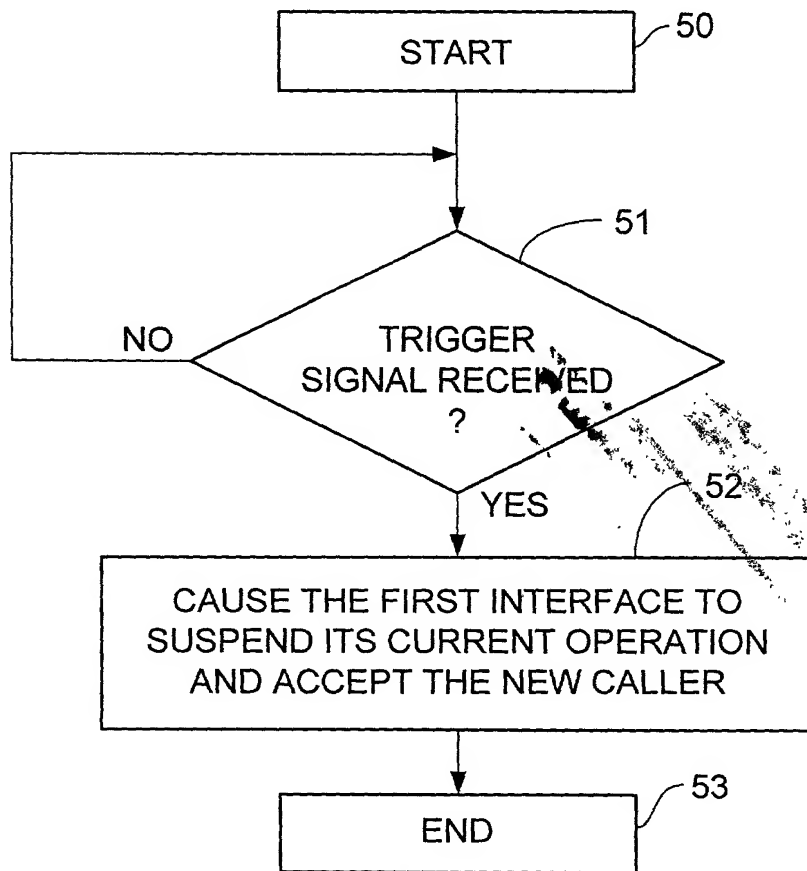 50
START
51
NO
TRIGGER
SIGNAL RECEIVED
?
YES
52
CAUSE THE FIRST INTERFACE TO
SUSPEND ITS CURRENT OPERATION
AND ACCEPT THE NEW CALLER
53
END